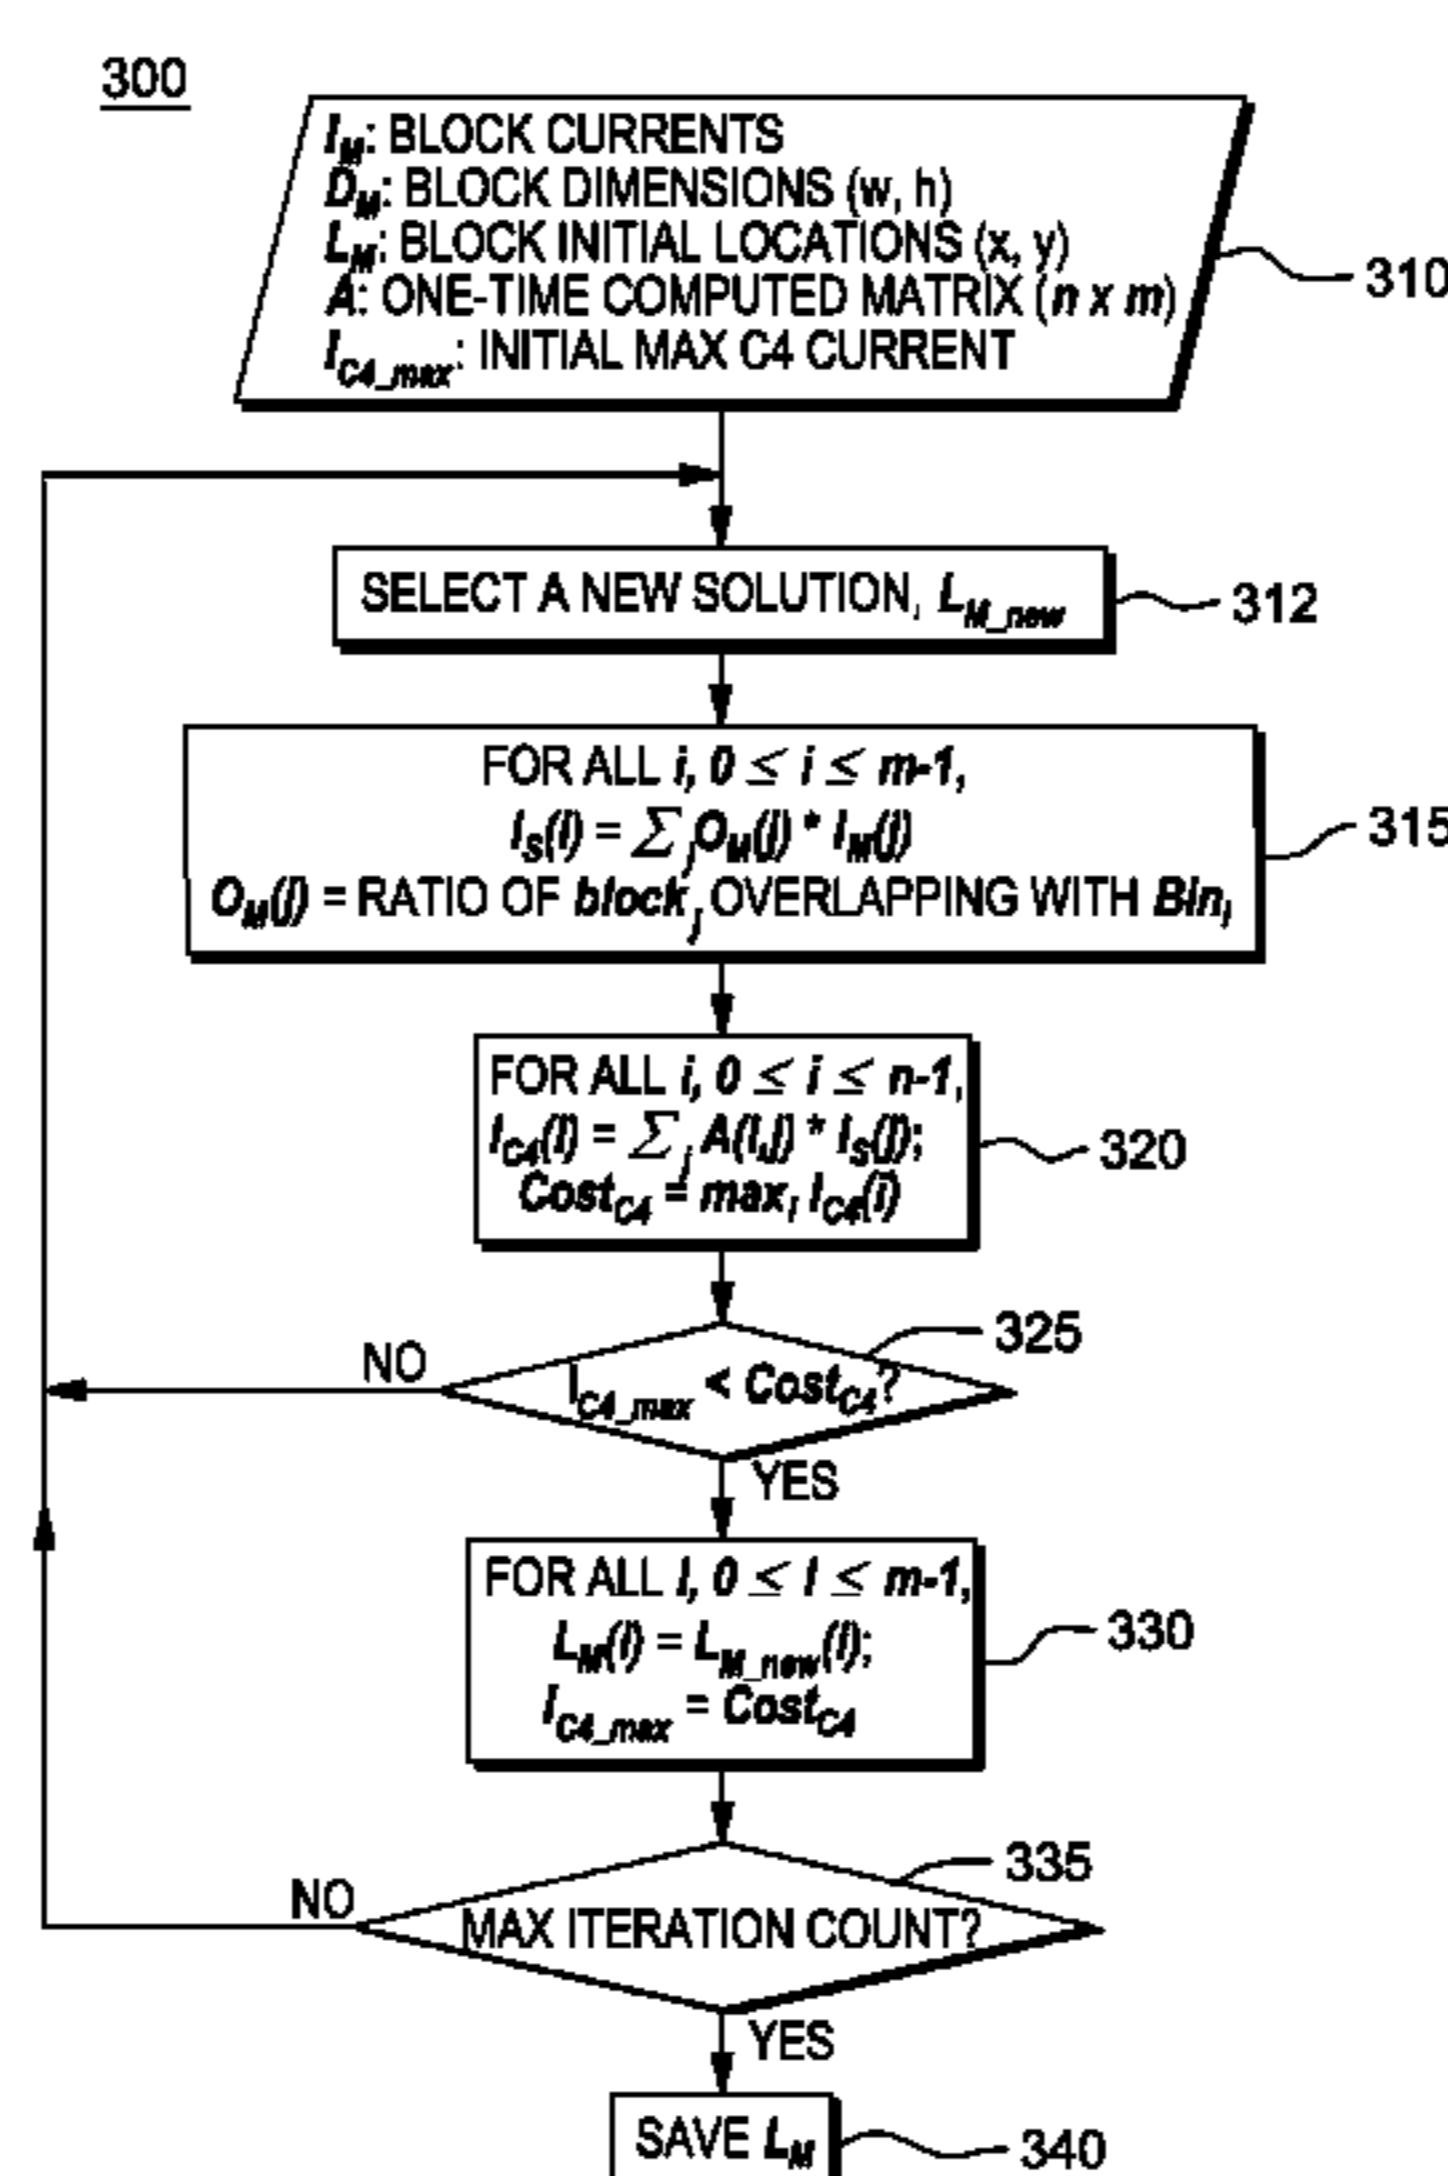 300
I_M: BLOCK CURRENTS
D_M: BLOCK DIMENSIONS (w, h)
L_M: BLOCK INITIAL LOCATIONS (x, y)
A: ONE-TIME COMPUTED MATRIX (n x m)
I_C4_max: INITIAL MAX C4 CURRENT
310
SELECT A NEW SOLUTION, L_M_new
312
FOR ALL i, 0 ≤ i ≤ m-1,
I_S(i) = Σ_j O_M(j) * I_M(j)
O_M(j) = RATIO OF block_j OVERLAPPING WITH Bin_i
315
FOR ALL i, 0 ≤ i ≤ n-1,
I_C4(i) = Σ_j A(i,j) * I_S(j);
Cost_C4 = max_i I_C4(i)
320
I_C4_max < Cost_C4?
325
NO
YES
FOR ALL i, 0 ≤ i ≤ m-1,
L_M(i) = L_M_new(i);
I_C4_max = Cost_C4
330
MAX ITERATION COUNT?
335
NO
YES
SAVE L_M
340